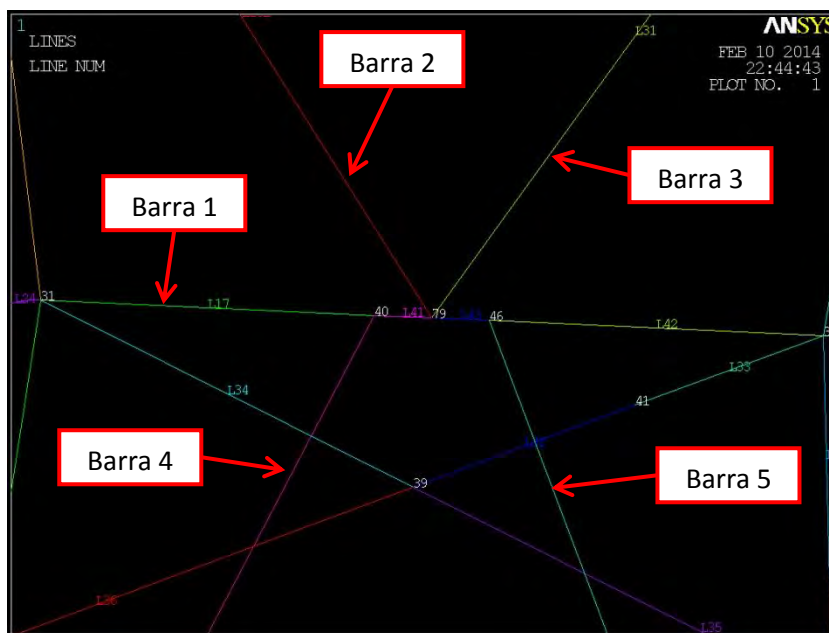 1
LINES
LINE NUM
ANSYS
FEB 10 2014
22:44:43
PLOT NO. 1
L31
Barra 2
Barra 3
Barra 1
L24 31
L17
40 L41 79 46
L42
L33
L34
41
Barra 4
39
Barra 5
L36
L35